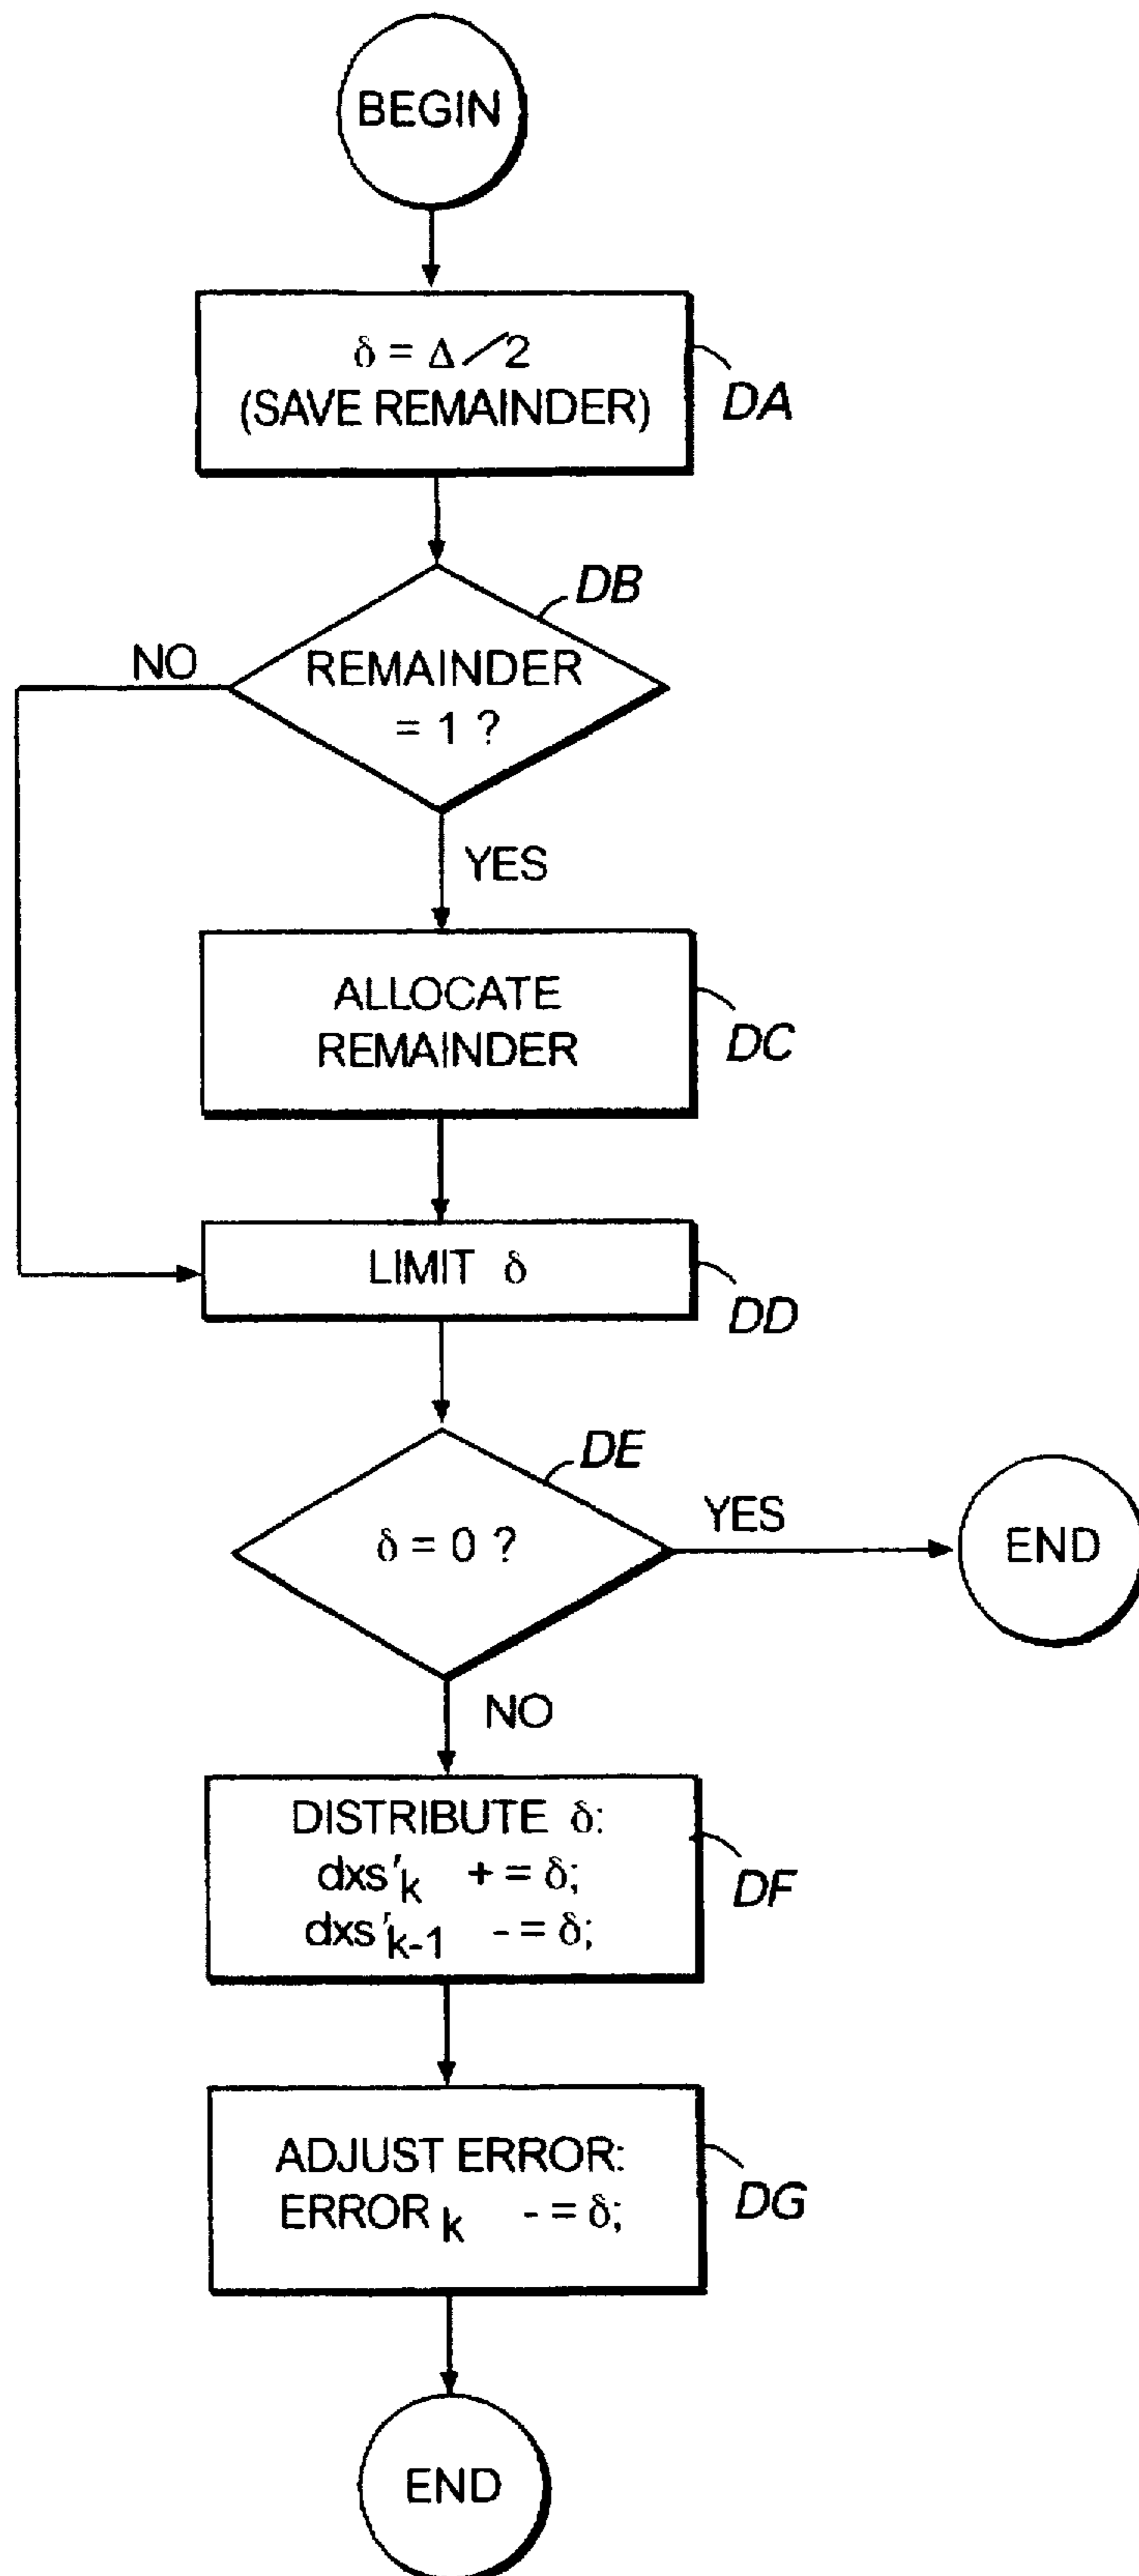 BEGIN
δ = Δ / 2
(SAVE REMAINDER)
DA
DB
NO
REMAINDER
= 1 ?
YES
ALLOCATE
REMAINDER
DC
LIMIT δ
DD
DE
δ = 0 ?
YES
END
NO
DISTRIBUTE δ:
dxs'k + = δ;
dxs'k-1 - = δ;
DF
ADJUST ERROR:
ERROR k - = δ;
DG
END